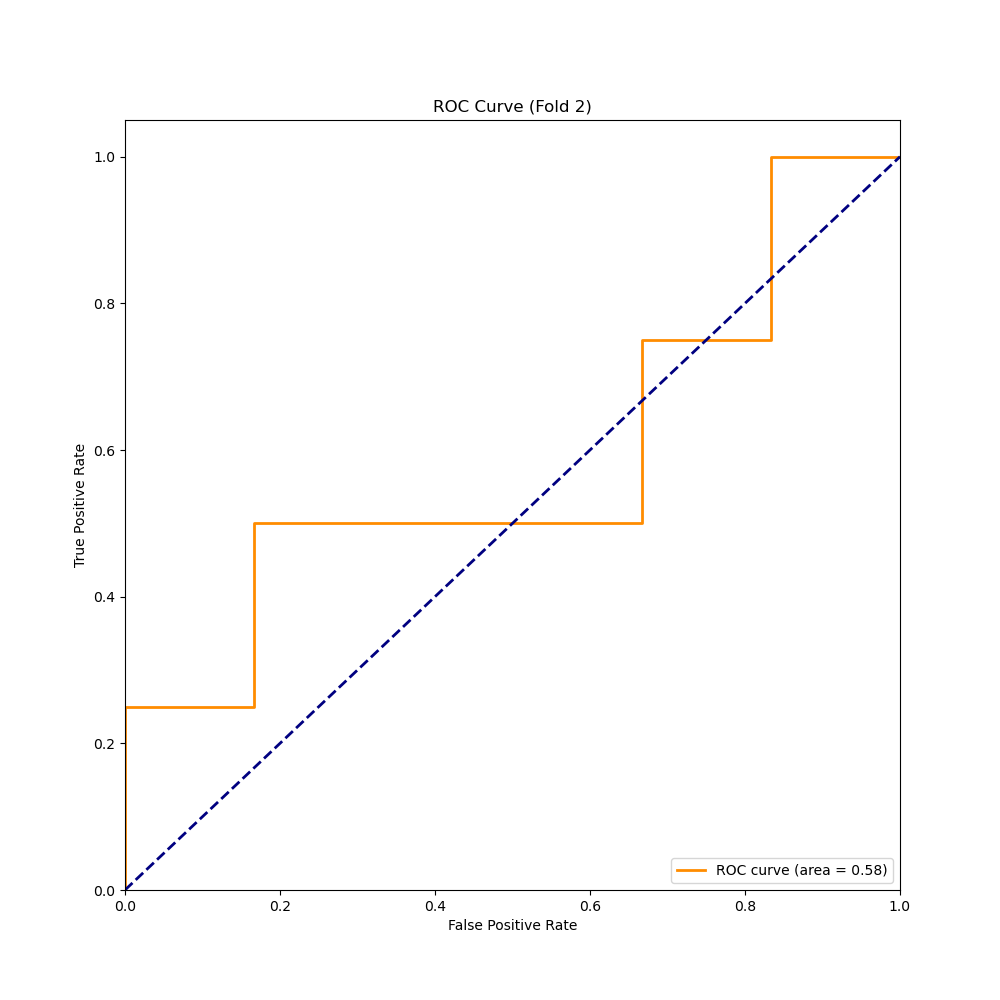 ROC Curve (Fold 2)
True Positive Rate
1.0
0.8
0.6
0.4
0.2
0.0
0.0 0.2 0.4 0.6 0.8 1.0
False Positive Rate
ROC curve (area = 0.58)